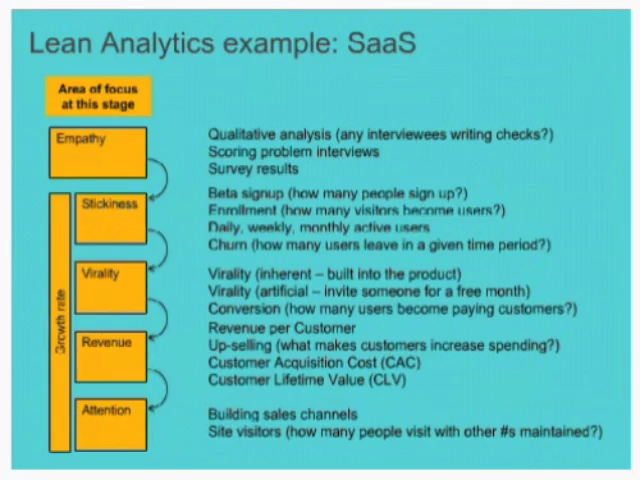 Lean Analytics example: SaaS
Area of focus
at this stage
Empathy
Qualitative analysis (any interviewees writing checks?)
Scoring problem interviews
Survey results
Growth rate
Stickiness
Beta signup (how many people sign up?)
Enrollment (how many visitors become users?)
Daily, weekly, monthly active users
Churn (how many users leave in a given time period?)
Virality
Virality (inherent – built into the product)
Virality (artificial – invite someone for a free month)
Conversion (how many users become paying customers?)
Revenue
Revenue per Customer
Up-selling (what makes customers increase spending?)
Customer Acquisition Cost (CAC)
Customer Lifetime Value (CLV)
Attention
Building sales channels
Site visitors (how many people visit with other #s maintained?)